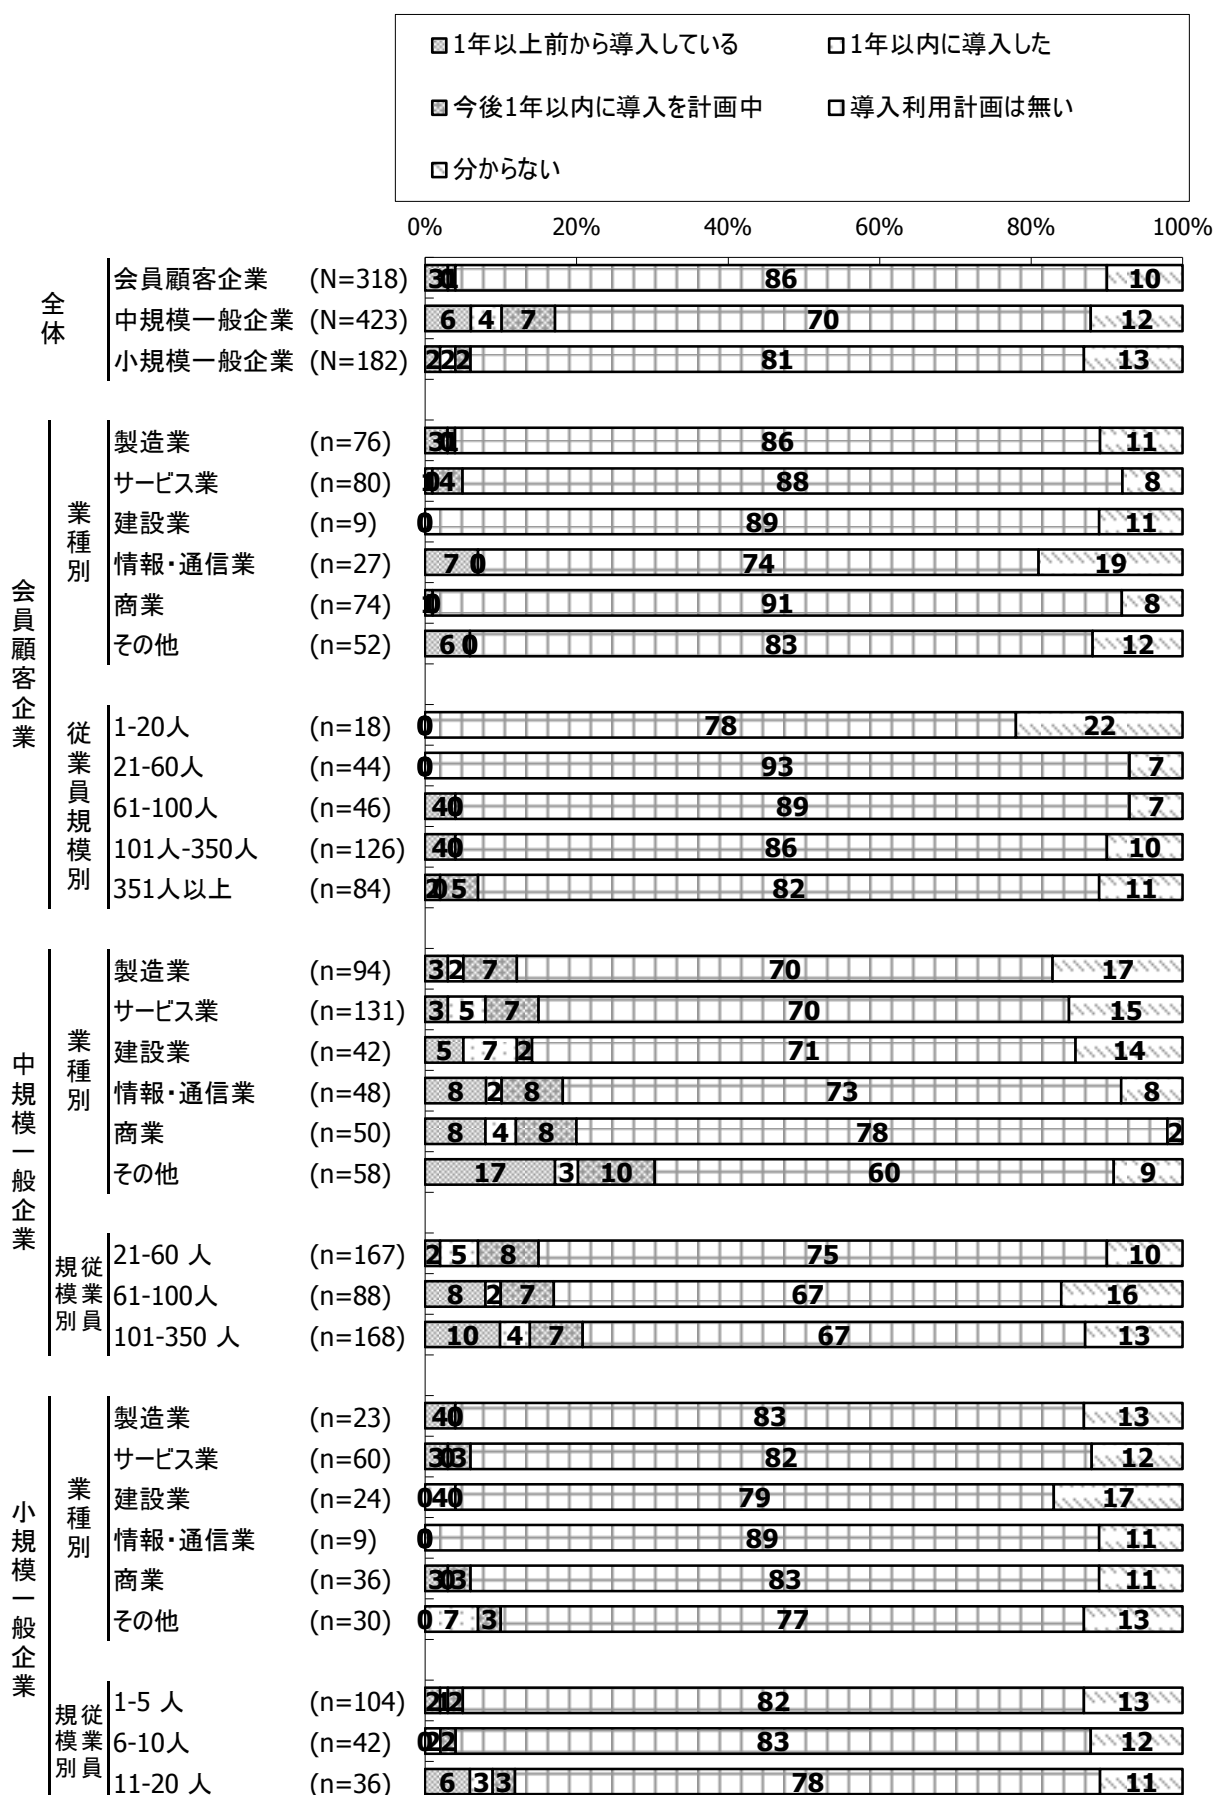 1年以上前から導入している 1年以内に導入した
今後1年以内に導入を計画中 導入利用計画は無い
分からない
0% 20% 40% 60% 80% 100%
全体
会員顧客企業 (N=318) 3 0 1 86 10
中規模一般企業 (N=423) 6 4 7 70 12
小規模一般企業 (N=182) 2 2 2 81 13
会員顧客企業
業種別
製造業 (n=76) 3 0 1 86 11
サービス業 (n=80) 1 0 4 88 8
建設業 (n=9) 0 89 11
情報・通信業 (n=27) 7 0 74 19
商業 (n=74) 1 0 91 8
その他 (n=52) 6 0 83 12
従業員規模別
1-20人 (n=18) 0 78 22
21-60人 (n=44) 0 93 7
61-100人 (n=46) 4 0 89 7
101人-350人 (n=126) 4 0 86 10
351人以上 (n=84) 2 0 5 82 11
中規模一般企業
業種別
製造業 (n=94) 3 2 7 70 17
サービス業 (n=131) 3 5 7 70 15
建設業 (n=42) 5 7 2 71 14
情報・通信業 (n=48) 8 2 8 73 8
商業 (n=50) 8 4 8 78 2
その他 (n=58) 17 3 10 60 9
従業員規模別
21-60 人 (n=167) 2 5 8 75 10
61-100人 (n=88) 8 2 7 67 16
101-350 人 (n=168) 10 4 7 67 13
小規模一般企業
業種別
製造業 (n=23) 4 0 83 13
サービス業 (n=60) 3 0 3 82 12
建設業 (n=24) 0 4 0 79 17
情報・通信業 (n=9) 0 89 11
商業 (n=36) 3 0 3 83 11
その他 (n=30) 0 7 3 77 13
従業員規模別
1-5 人 (n=104) 2 1 2 82 13
6-10人 (n=42) 0 2 2 83 12
11-20 人 (n=36) 6 3 3 78 11